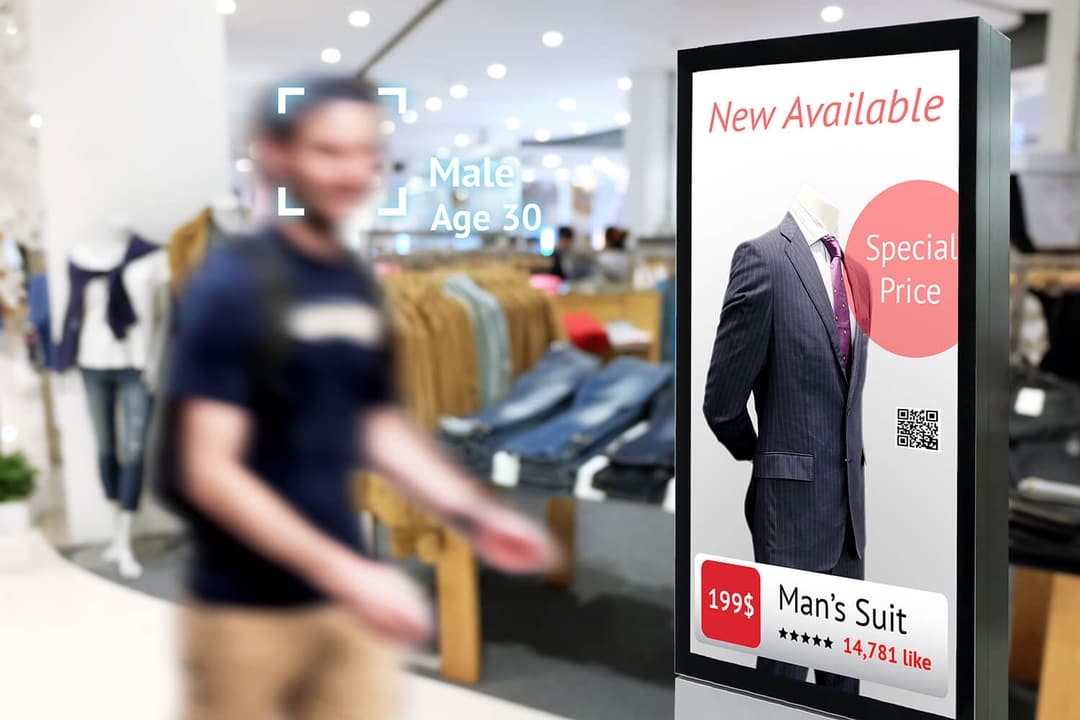 Male
Age 30
New Available
Special
Price
199$
Man's Suit
14,781 like